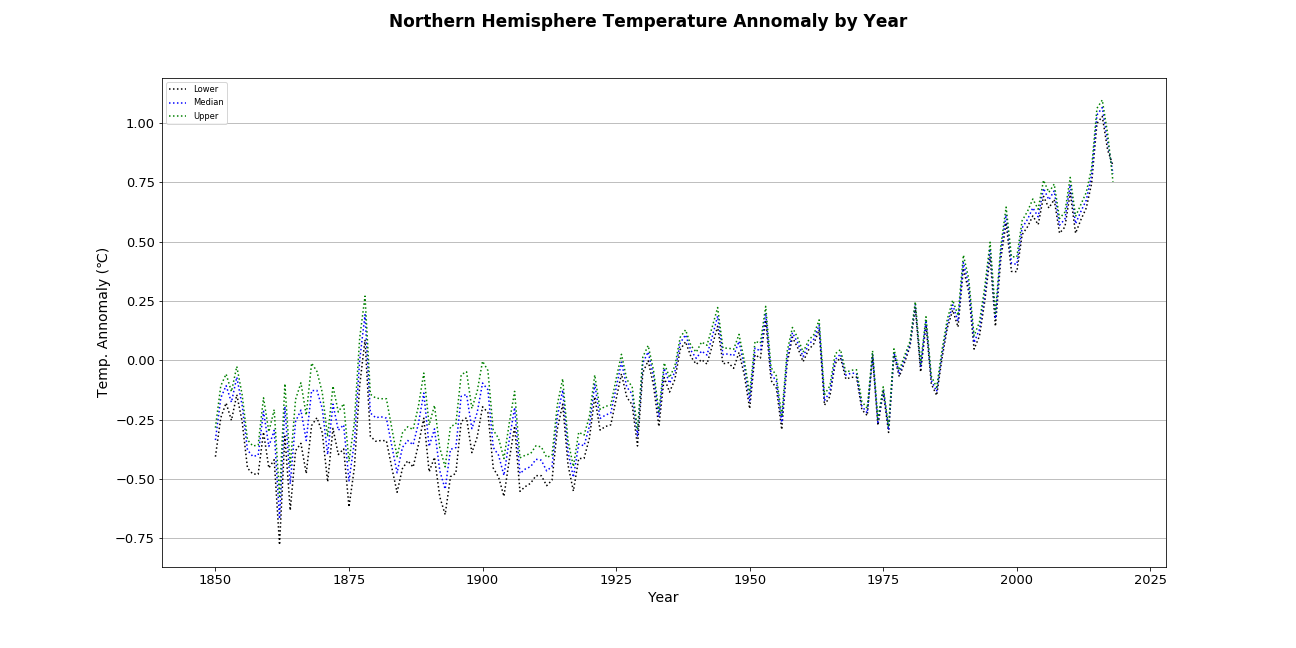 Northern Hemisphere Temperature Annomaly by Year
Lower
Median
Upper
1.00
0.75
0.50
0.25
0.00
−0.25
−0.50
−0.75
Temp. Annomaly (℃)
1850 1875 1900 1925 1950 1975 2000 2025
Year